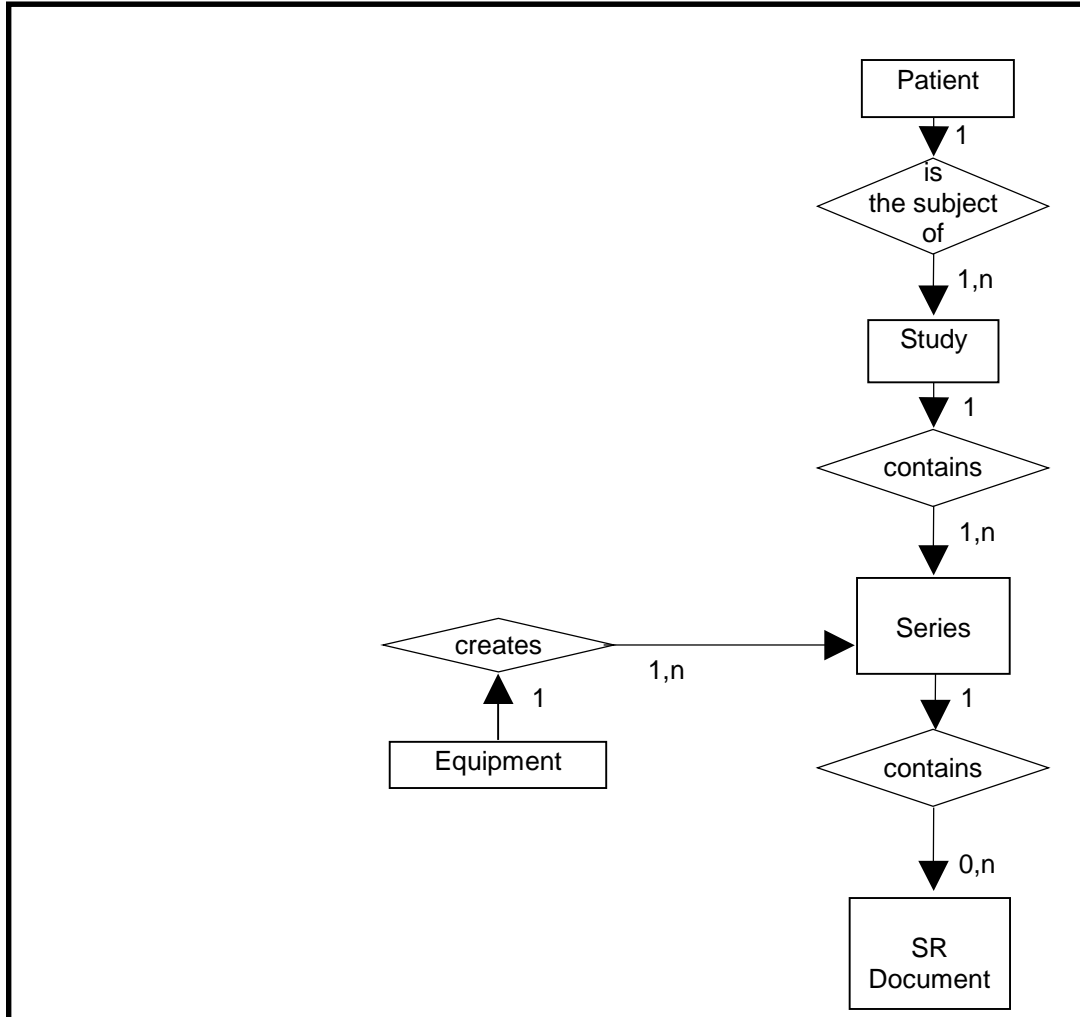 Patient
1
is
the subject
of
1,n
Study
1
contains
1,n
Series
creates
1,n
1
1
Equipment
contains
0,n
SR
Document